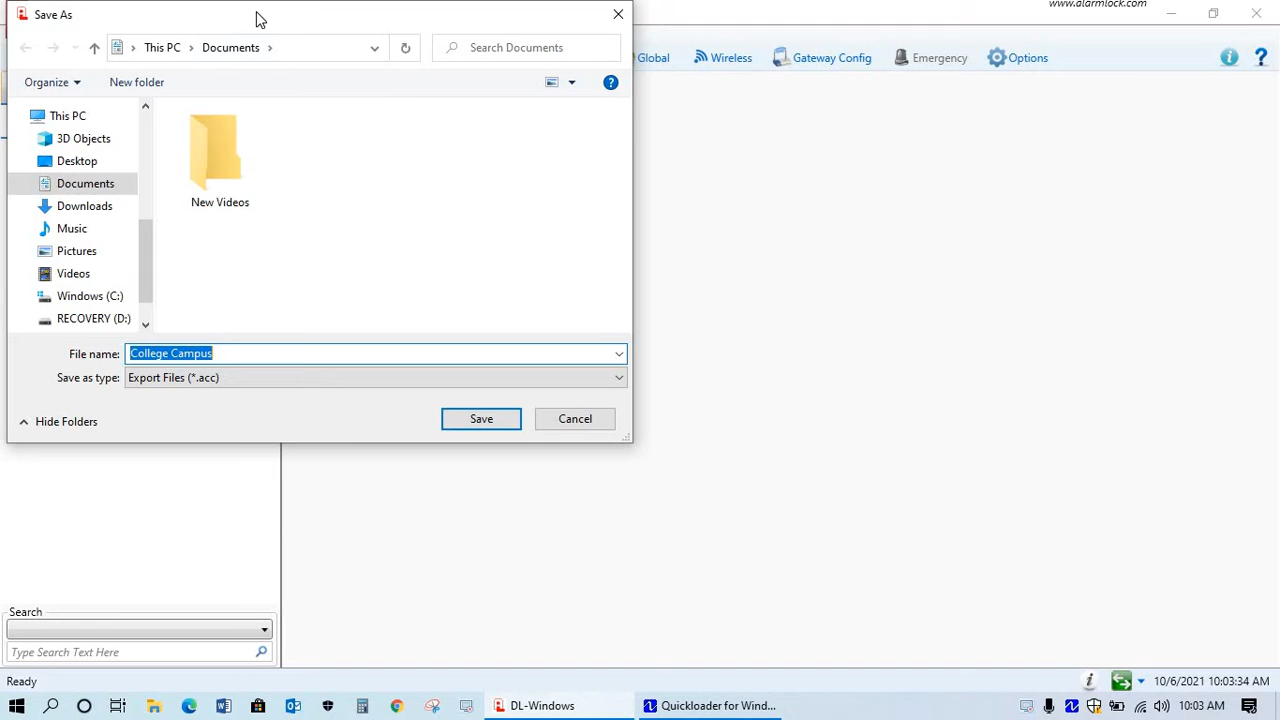 Save As
www.alarmlock.com
This PC
Documents
Search Documents
Global
Wireless
Gateway Config
Emergency
Options
Organize
New folder
This PC
3D Objects
Desktop
Documents
Downloads
Music
Pictures
Videos
Windows (C:)
RECOVERY (D:)
New Videos
File name:
College Campus
Save as type:
Export Files (*.acc)
Hide Folders
Save
Cancel
Search
Type Search Text Here
Ready
10/6/2021 10:03:34 AM
DL-Windows
Quickloader for Wind...
10:03 AM